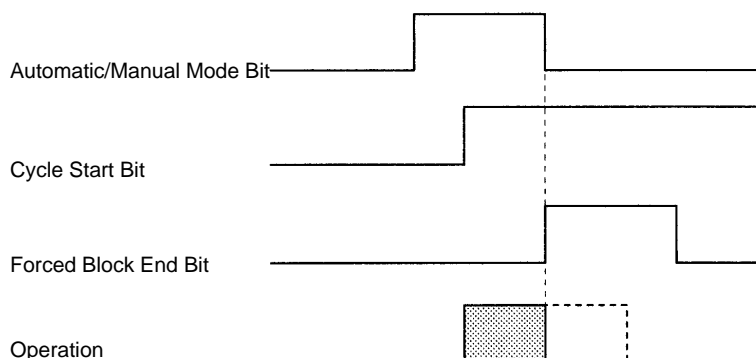 Automatic/Manual Mode Bit
Cycle Start Bit
Forced Block End Bit
Operation